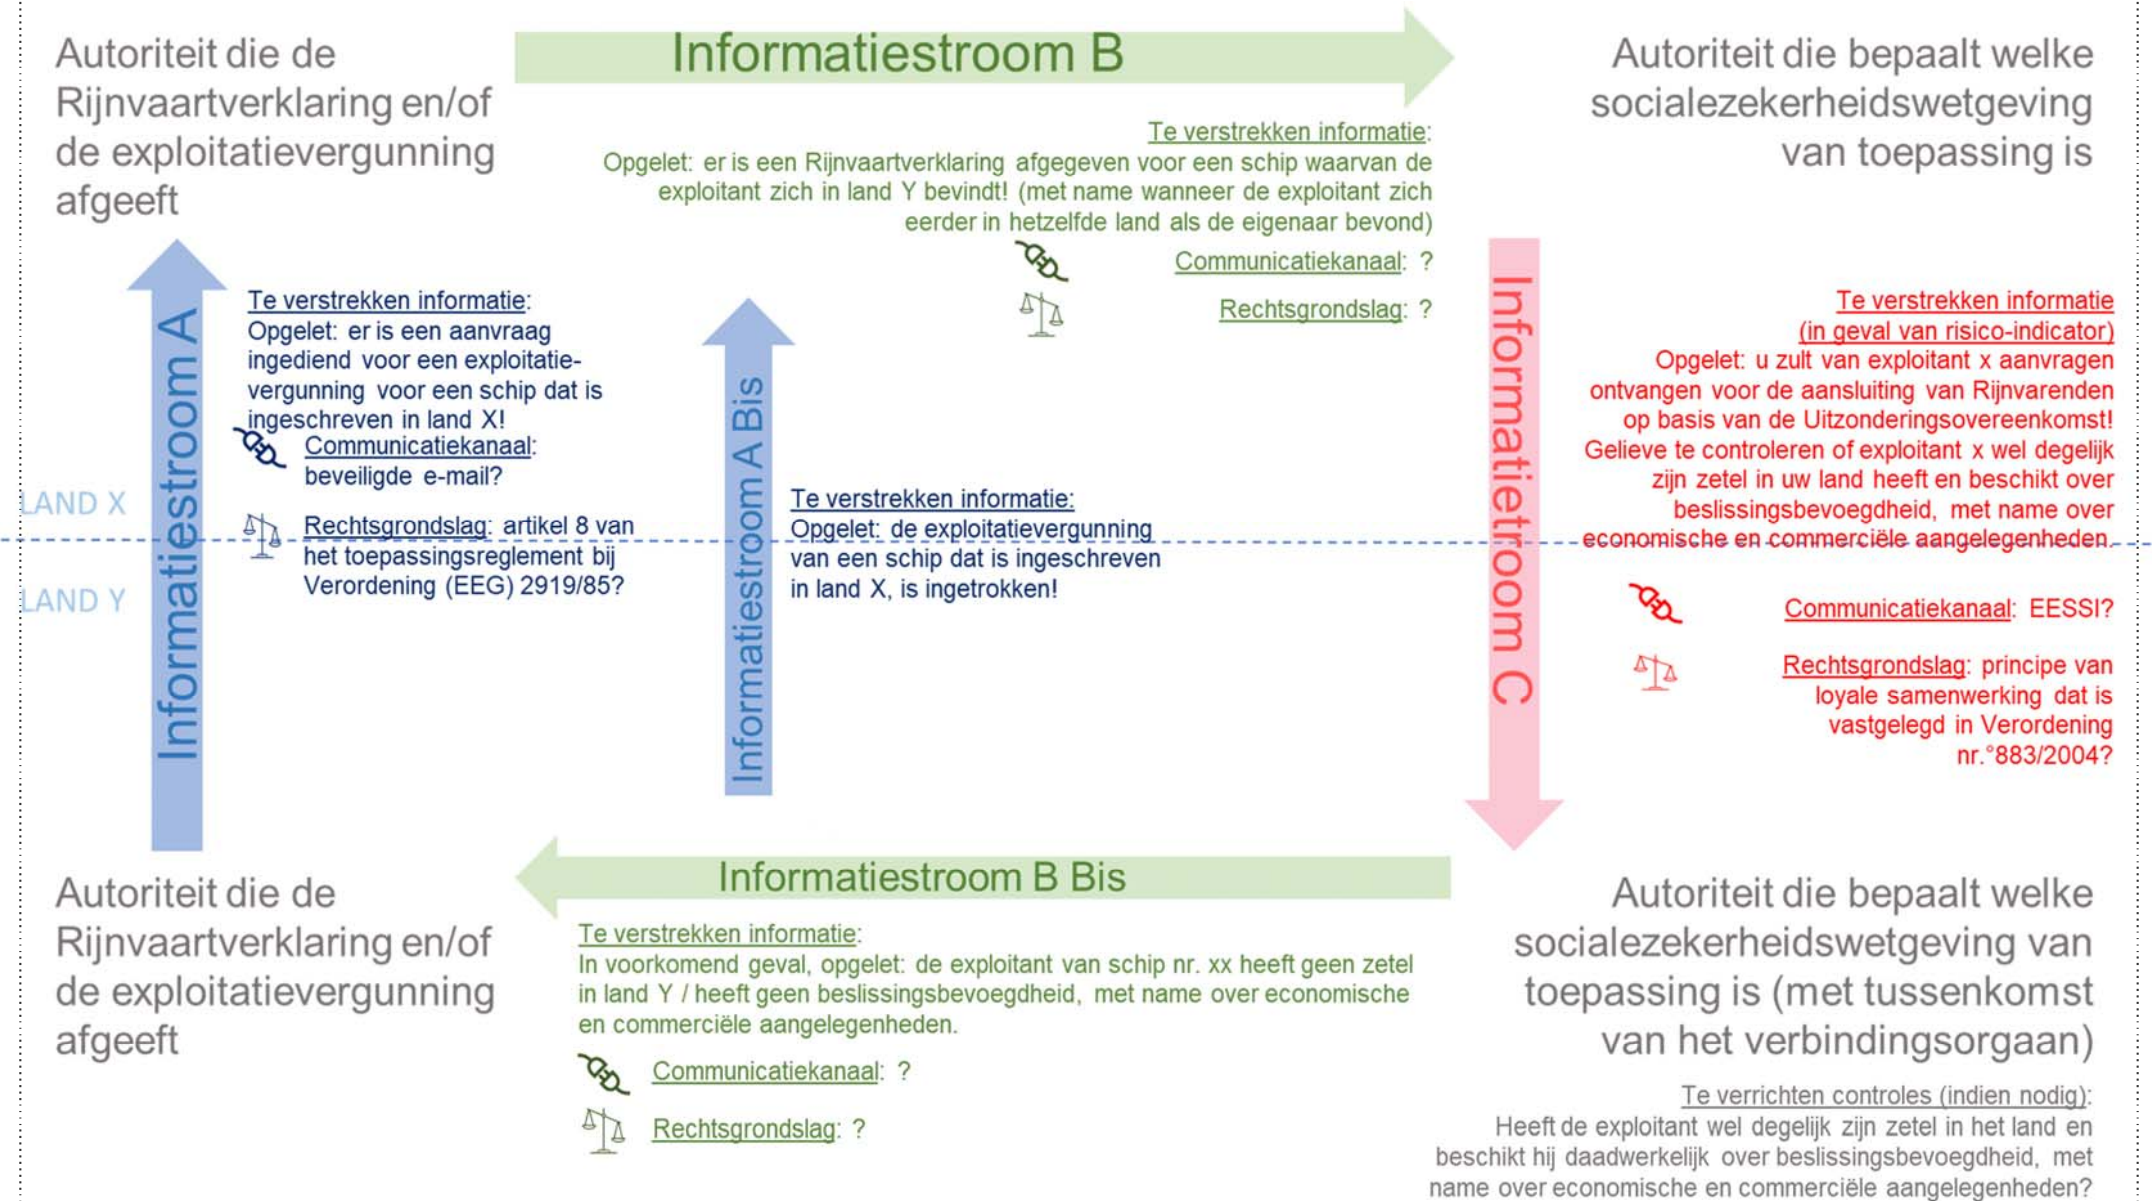 Autoriteit die de
Rijnvaartverklaring en/of
de exploitatievergunning
afgeeft
Informatiestroom B
Te verstrekken informatie:
Opgelet: er is een Rijnvaartverklaring afgegeven voor een schip waarvan de
exploitant zich in land Y bevindt! (met name wanneer de exploitant zich
eerder in hetzelfde land als de eigenaar bevond)
Communicatiekanaal: ?
Rechtsgrondslag: ?
Autoriteit die bepaalt welke
socialezekerheidswetgeving
van toepassing is
Informatiestroom A
Te verstrekken informatie:
Opgelet: er is een aanvraag
ingediend voor een exploitatie-
vergunning voor een schip dat is
ingeschreven in land X!
Communicatiekanaal:
beveiligde e-mail?
Rechtsgrondslag: artikel 8 van
het toepassingsreglement bij
Verordening (EEG) 2919/85?
LAND X
LAND Y
Informatiestroom A Bis
Te verstrekken informatie:
Opgelet: de exploitatievergunning
van een schip dat is ingeschreven
in land X, is ingetrokken!
Informatietroom C
Te verstrekken informatie
(in geval van risico-indicator)
Opgelet: u zult van exploitant x aanvragen
ontvangen voor de aansluiting van Rijnvarenden
op basis van de Uitzonderingsovereenkomst!
Gelieve te controleren of exploitant x wel degelijk
zijn zetel in uw land heeft en beschikt over
beslissingsbevoegdheid, met name over
economische en commerciële aangelegenheden.
Communicatiekanaal: EESSI?
Rechtsgrondslag: principe van
loyale samenwerking dat is
vastgelegd in Verordening
nr.°883/2004?
Autoriteit die de
Rijnvaartverklaring en/of
de exploitatievergunning
afgeeft
Informatiestroom B Bis
Te verstrekken informatie:
In voorkomend geval, opgelet: de exploitant van schip nr. xx heeft geen zetel
in land Y / heeft geen beslissingsbevoegdheid, met name over economische
en commerciële aangelegenheden.
Communicatiekanaal: ?
Rechtsgrondslag: ?
Autoriteit die bepaalt welke
socialezekerheidswetgeving van
toepassing is (met tussenkomst
van het verbindingsorgaan)
Te verrichten controles (indien nodig):
Heeft de exploitant wel degelijk zijn zetel in het land en
beschikt hij daadwerkelijk over beslissingsbevoegdheid, met
name over economische en commerciële aangelegenheden?